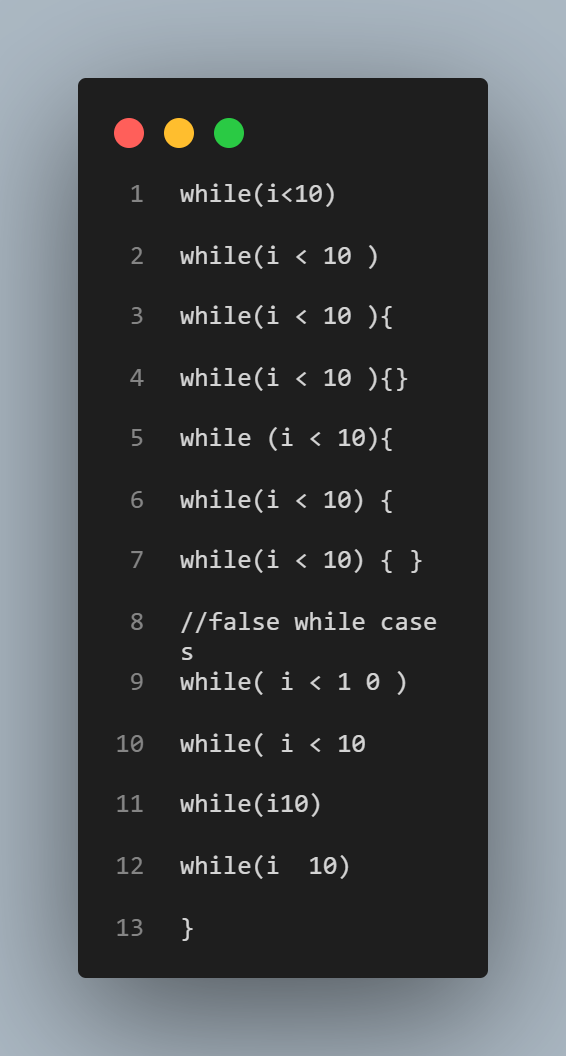 1 while(i<10)
2 while(i < 10 )
3 while(i < 10 ){
4 while(i < 10 ){}
5 while (i < 10){
6 while(i < 10) {
7 while(i < 10) { }
8 //false while case
s
9 while( i < 1 0 )
10 while( i < 10
11 while(i10)
12 while(i  10)
13 }